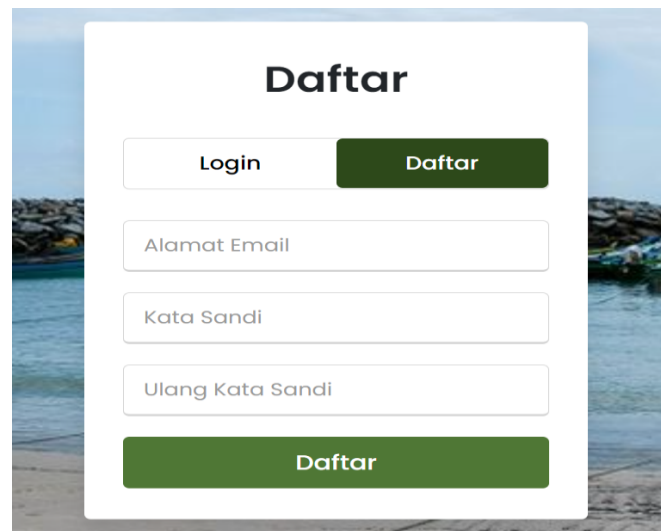 Daftar
Login Daftar
Alamat Email
Kata Sandi
Ulang Kata Sandi
Daftar